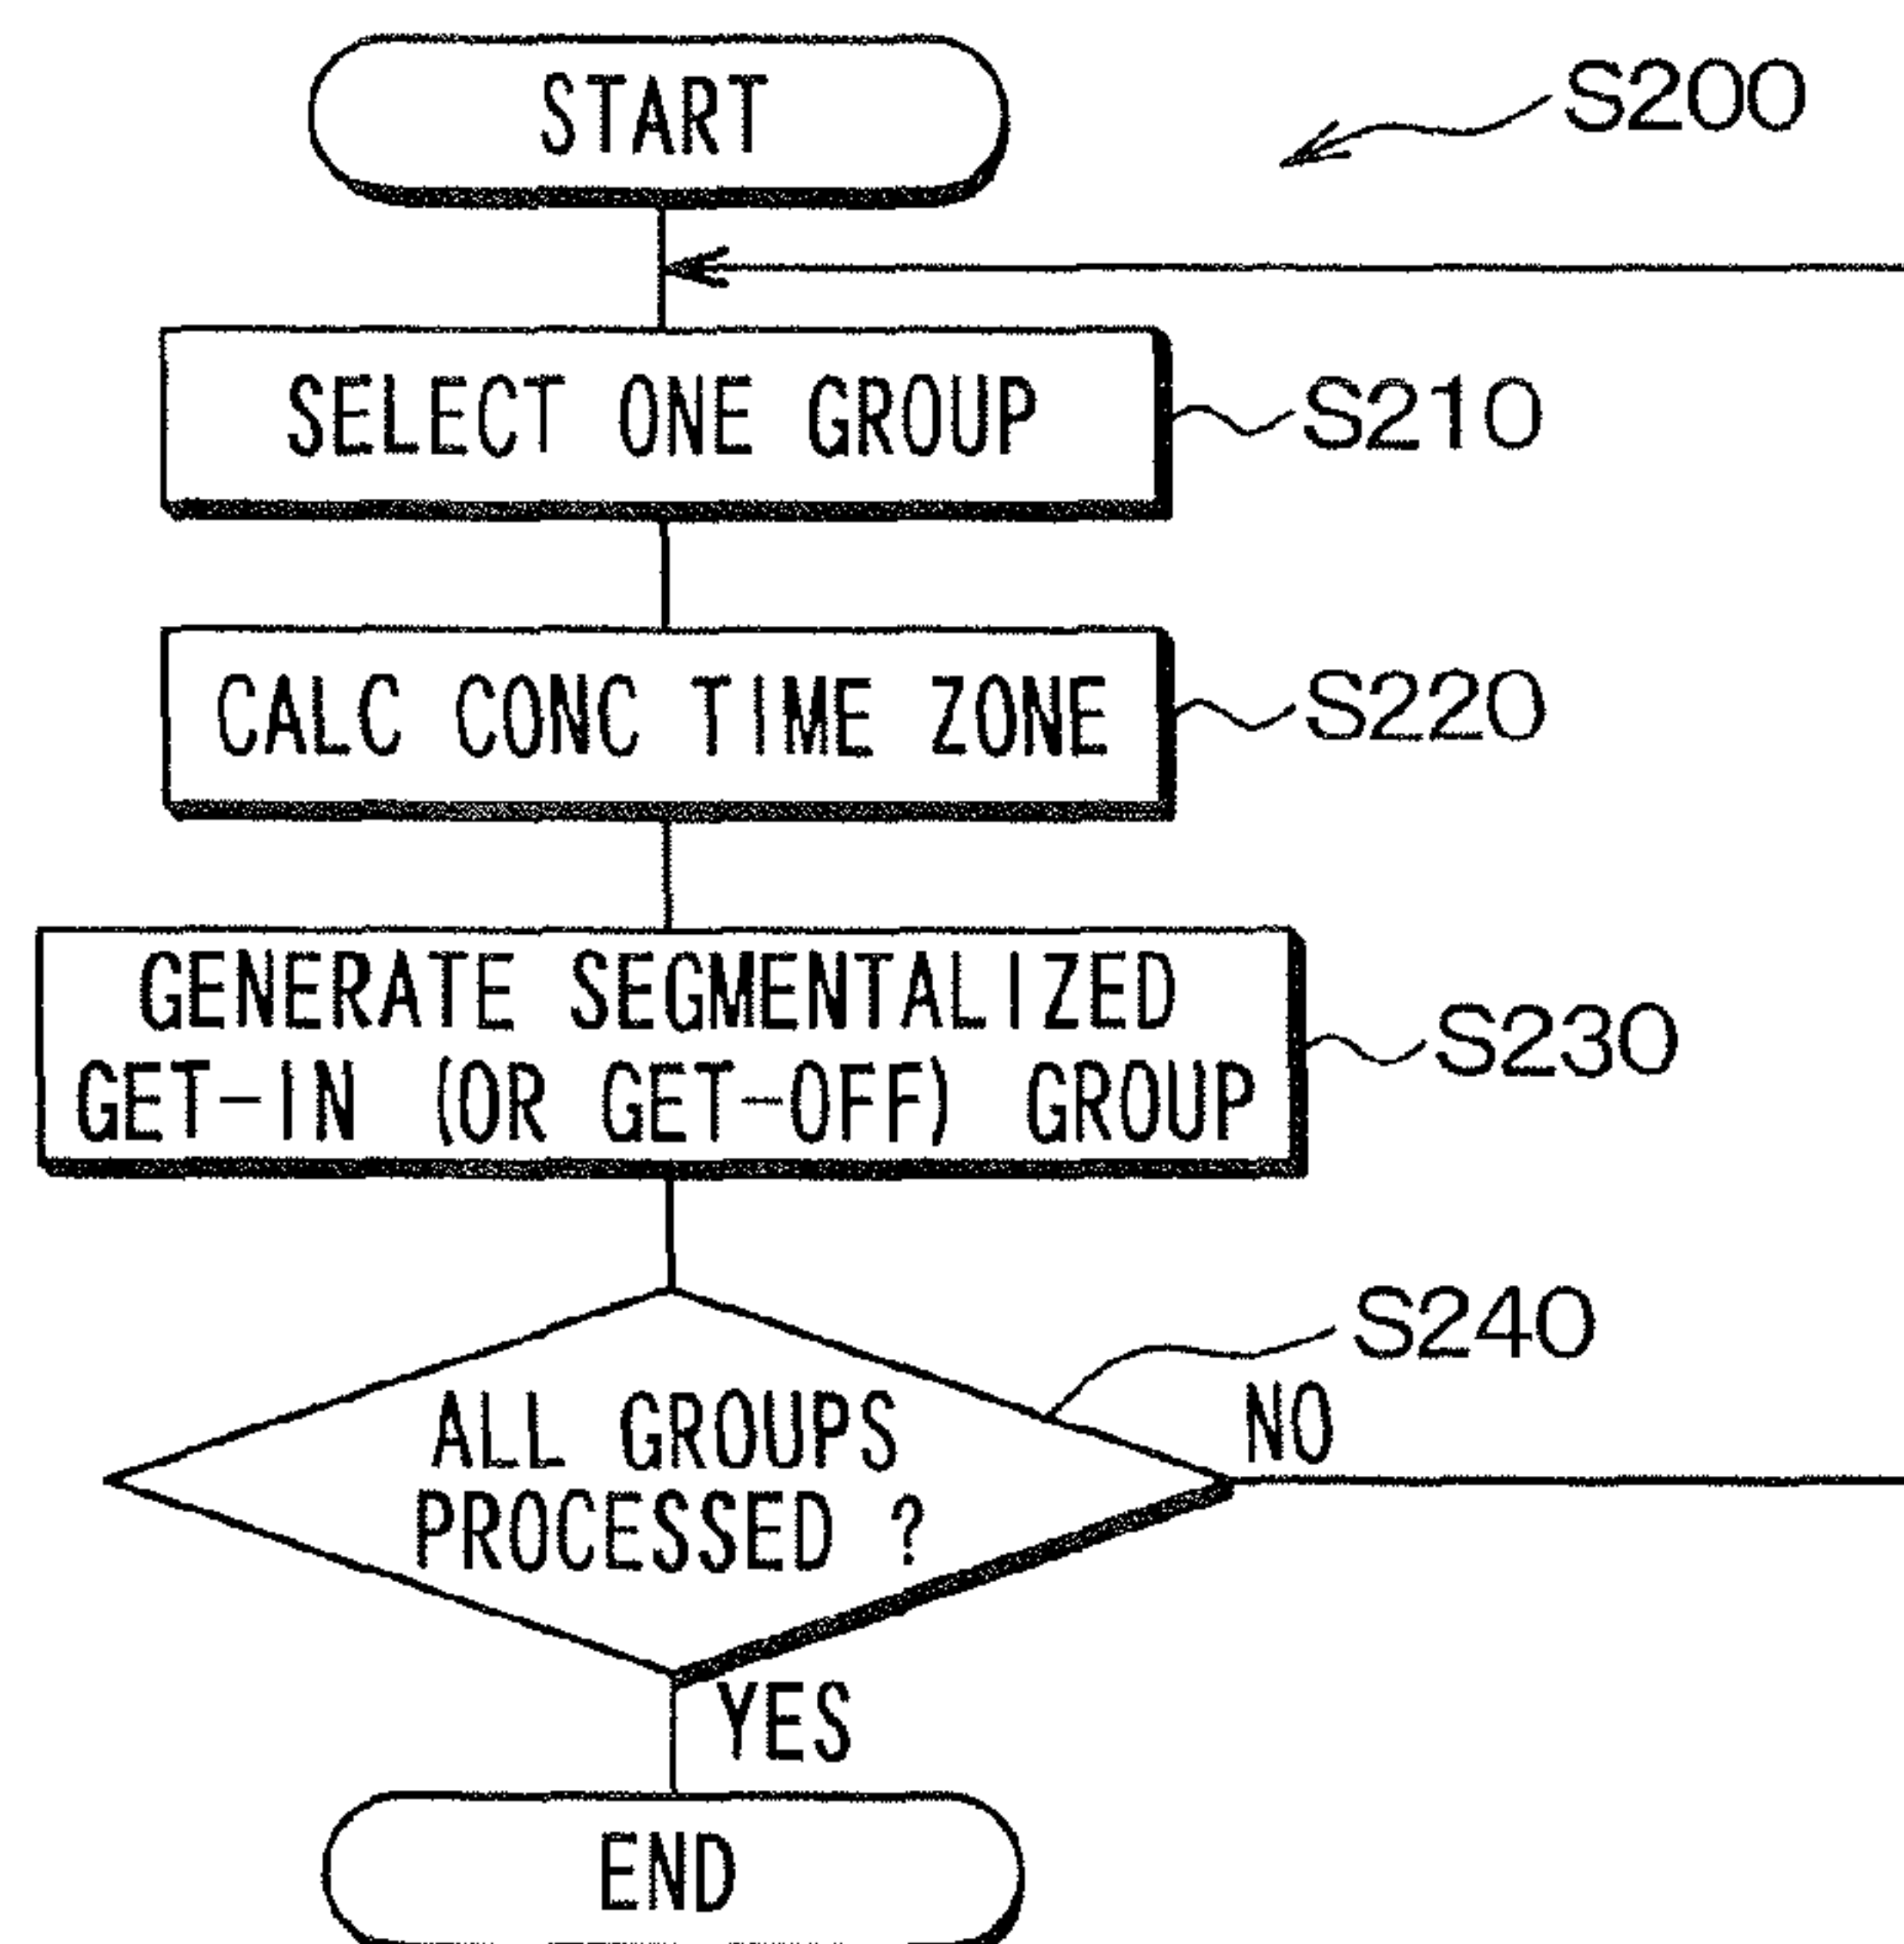 START
S200
SELECT ONE GROUP
S210
CALC CONC TIME ZONE
S220
GENERATE SEGMENTALIZED
GET-IN (OR GET-OFF) GROUP
S230
S240
ALL GROUPS
PROCESSED ?
NO
YES
END